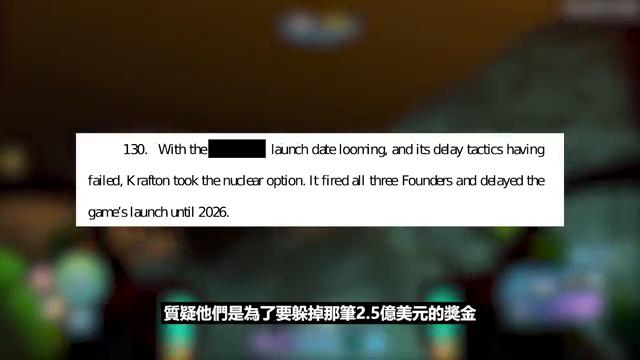 130. With the launch date looming, and its delay tactics having
failed, Krafton took the nuclear option. It fired all three Founders and delayed the
game's launch until 2026.
質疑他們是為了要躲掉那筆2.5億美元的獎金